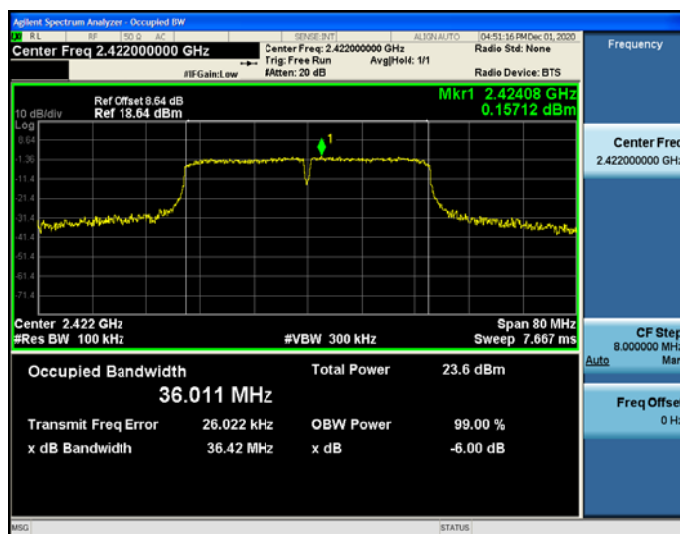 Agilent Spectrum Analyzer - Occupied BW
RL RF 50 Ω AC SENSE:INT ALIGN AUTO 04:51:16 PM Dec 01, 2020
Center Freq 2.422000000 GHz Center Freq: 2.422000000 GHz Radio Std: None Frequency
Trig: Free Run Avg|Hold: 1/1
#IFGain:Low #Atten: 20 dB Radio Device: BTS
Mkr1 2.42408 GHz
Ref Offset 8.64 dB
10 dB/div Ref 18.64 dBm 0.15712 dBm
Log
8.64
1
-1.36
-11.4
-21.4
-31.4
-41.4
-51.4
-61.4
-71.4
Center Freq
2.422000000 GHz
Center 2.422 GHz Span 80 MHz
#Res BW 100 kHz #VBW 300 kHz Sweep 7.667 ms
CF Step
8.000000 MHz
Auto Man
Occupied Bandwidth Total Power 23.6 dBm
36.011 MHz
Transmit Freq Error 26.022 kHz OBW Power 99.00 %
x dB Bandwidth 36.42 MHz x dB -6.00 dB
Freq Offset
0 Hz
MSG STATUS